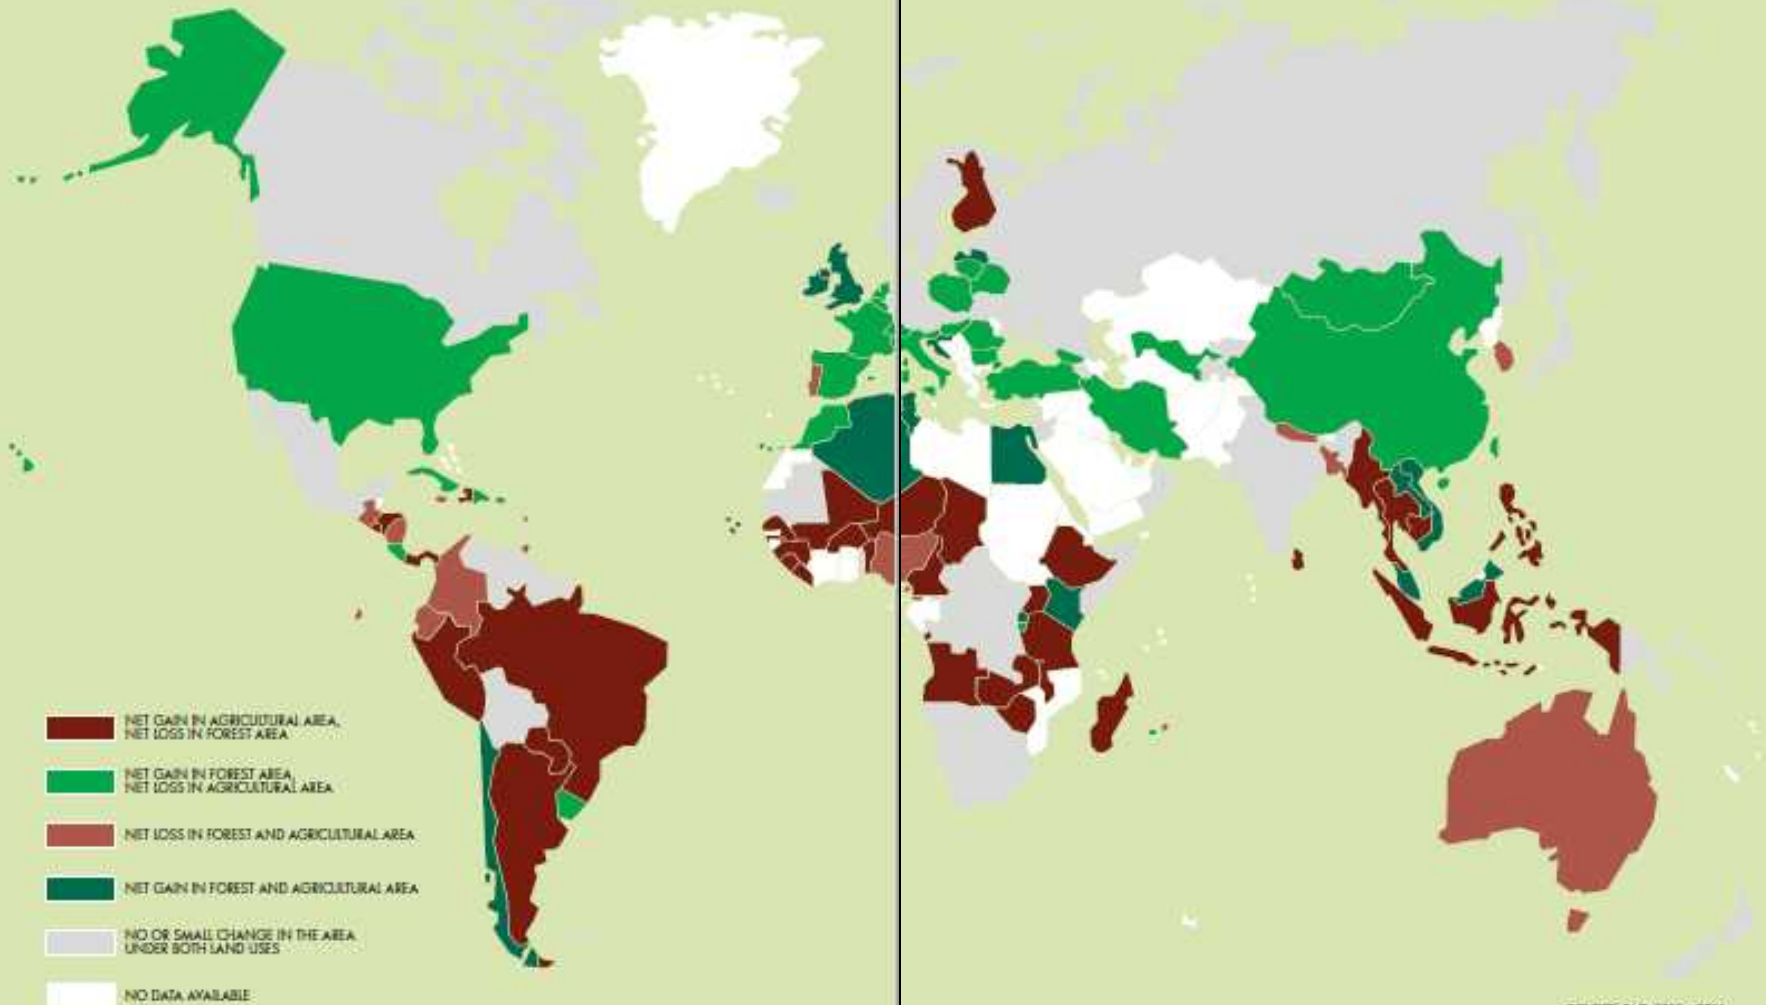 NET GAIN IN AGRICULTURAL AREA,
NET LOSS IN FOREST AREA
NET GAIN IN FOREST AREA,
NET LOSS IN AGRICULTURAL AREA
NET LOSS IN FOREST AND AGRICULTURAL AREA
NET GAIN IN FOREST AND AGRICULTURAL AREA
NO OR SMALL CHANGE IN THE AREA
UNDER BOTH LAND USES
NO DATA AVAILABLE